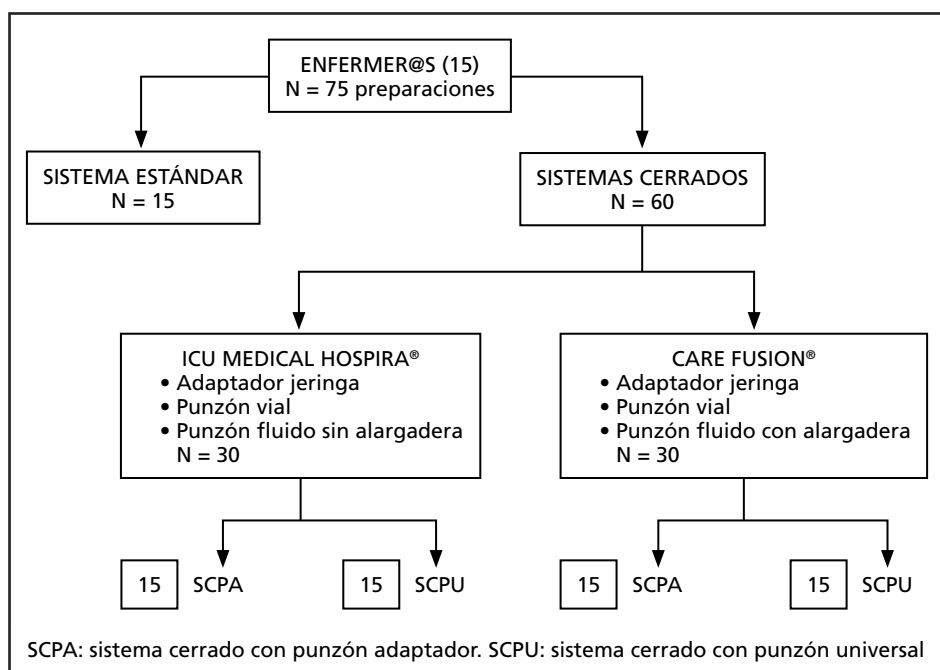 ENFERMER@S (15)
N = 75 preparaciones
SISTEMA ESTÁNDAR
N = 15
SISTEMAS CERRADOS
N = 60
ICU MEDICAL HOSPIRA®
• Adaptador jeringa
• Punzón vial
• Punzón fluido sin alargadera
N = 30
CARE FUSION®
• Adaptador jeringa
• Punzón vial
• Punzón fluido con alargadera
N = 30
15 SCPA 15 SCPU 15 SCPA 15 SCPU
SCPA: sistema cerrado con punzón adaptador. SCPU: sistema cerrado con punzón universal